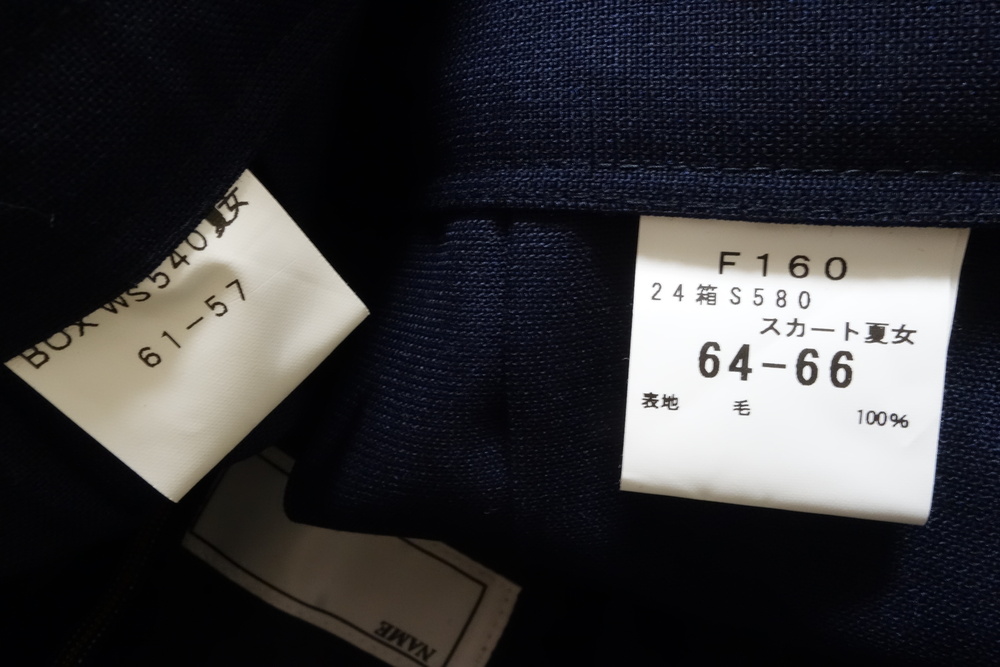 BOX WS540夏女
61-57
F160
24箱S580
スカート夏女
64-66
表地 毛 100%
NAME